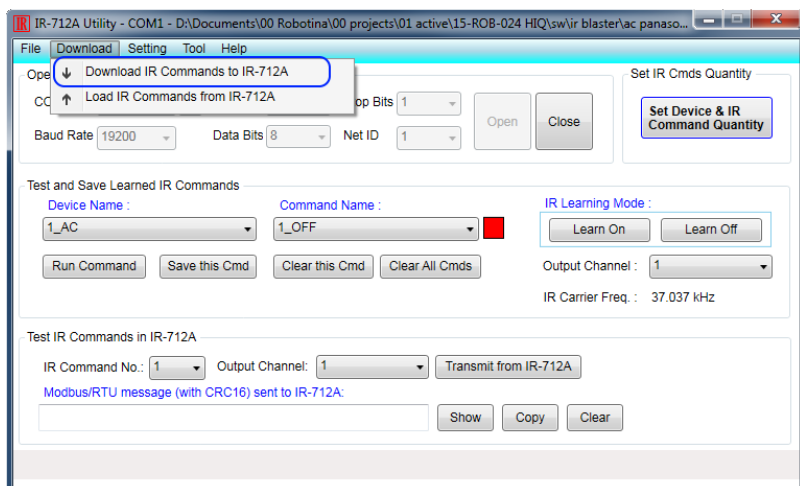 IR-712A Utility - COM1 - D:\Documents\00 Robotina\00 projects\01 active\15-ROB-024 HIQ\sw\ir blaster\ac panaso...
File Download Setting Tool Help
Download IR Commands to IR-712A
Load IR Commands from IR-712A
Ope
Set IR Cmds Quantity
CO
op Bits 1
Open Close
Set Device & IR
Command Quantity
Baud Rate 19200 Data Bits 8 Net ID 1
Test and Save Learned IR Commands
Device Name : Command Name : IR Learning Mode :
1_AC 1_OFF Learn On Learn Off
Run Command Save this Cmd Clear this Cmd Clear All Cmds Output Channel : 1
IR Carrier Freq. : 37.037 kHz
Test IR Commands in IR-712A
IR Command No.: 1 Output Channel: 1 Transmit from IR-712A
Modbus/RTU message (with CRC16) sent to IR-712A:
Show Copy Clear